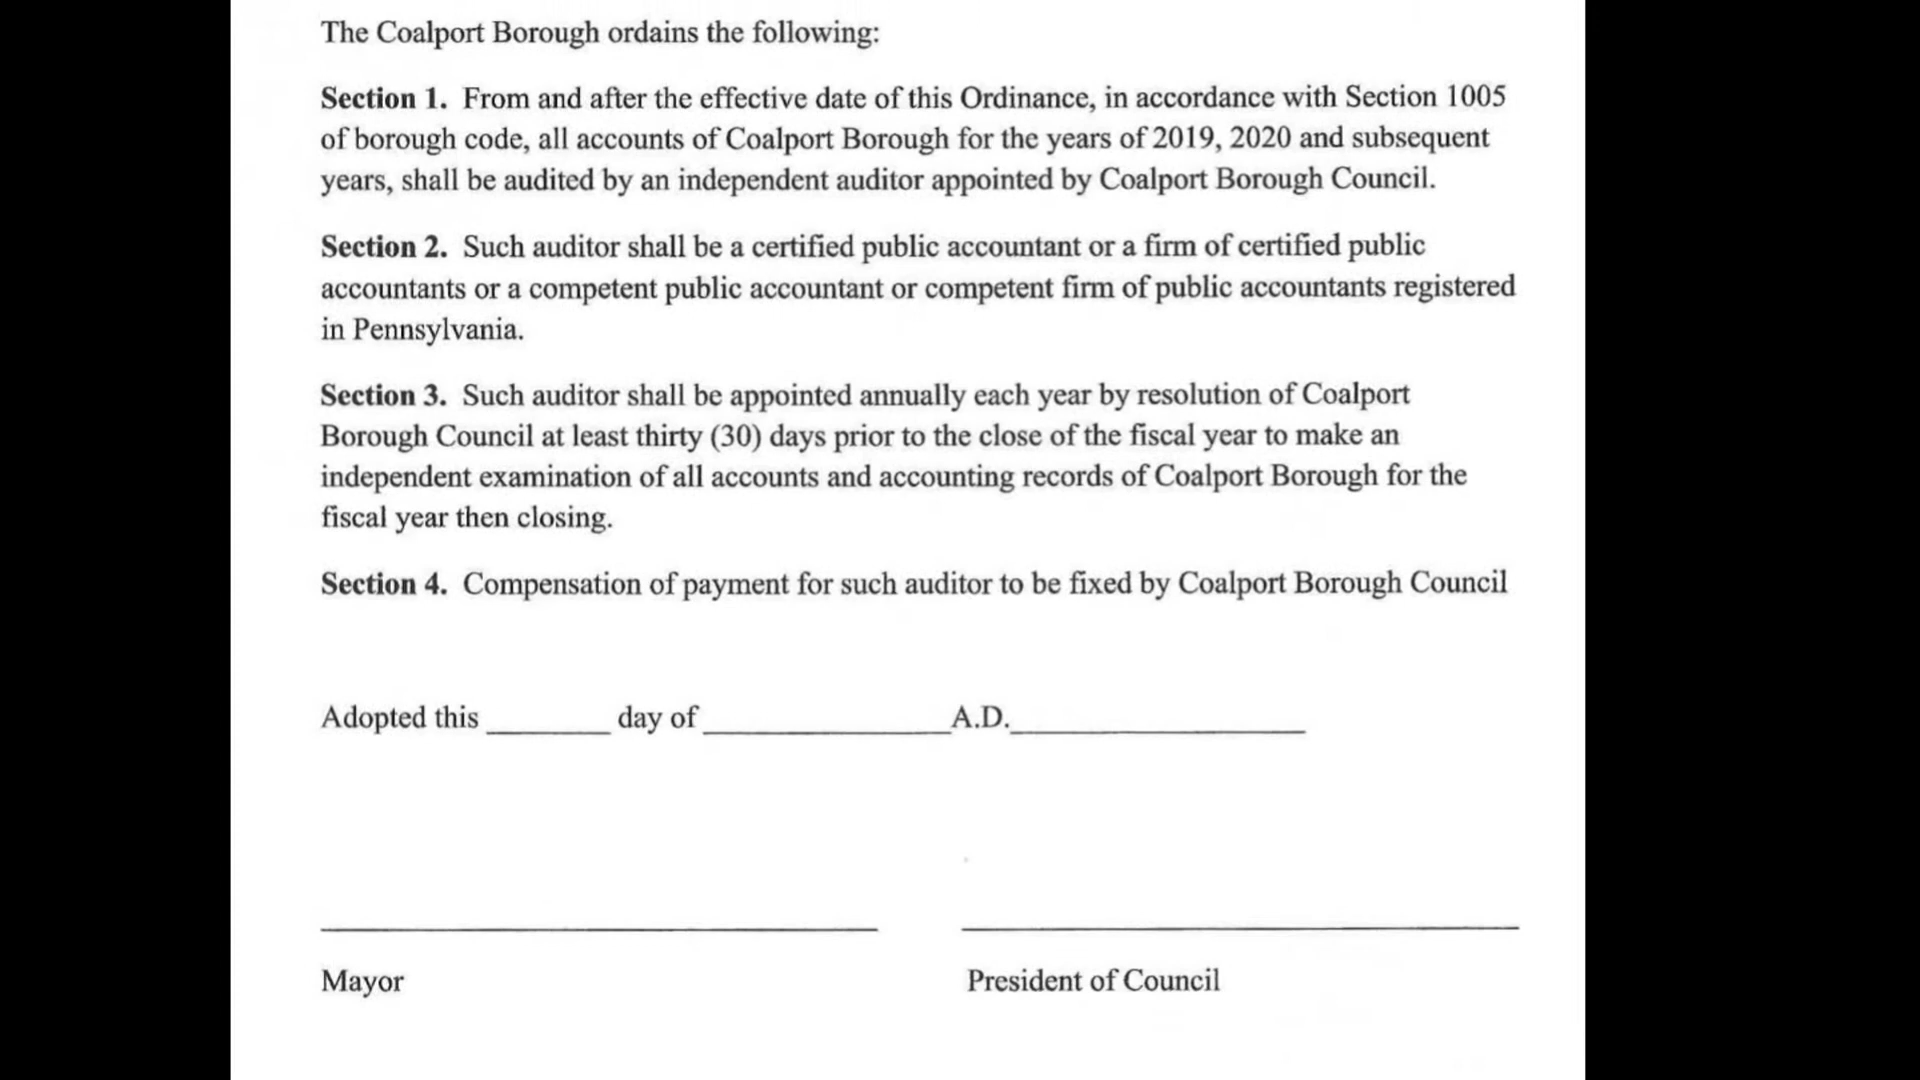 The Coalport Borough ordains the following:
Section 1. From and after the effective date of this Ordinance, in accordance with Section 1005
of borough code, all accounts of Coalport Borough for the years of 2019, 2020 and subsequent
years, shall be audited by an independent auditor appointed by Coalport Borough Council.
Section 2. Such auditor shall be a certified public accountant or a firm of certified public
accountants or a competent public accountant or competent firm of public accountants registered
in Pennsylvania.
Section 3. Such auditor shall be appointed annually each year by resolution of Coalport
Borough Council at least thirty (30) days prior to the close of the fiscal year to make an
independent examination of all accounts and accounting records of Coalport Borough for the
fiscal year then closing.
Section 4. Compensation of payment for such auditor to be fixed by Coalport Borough Council
Adopted this ________ day of ________________A.D.___________________
Mayor
President of Council